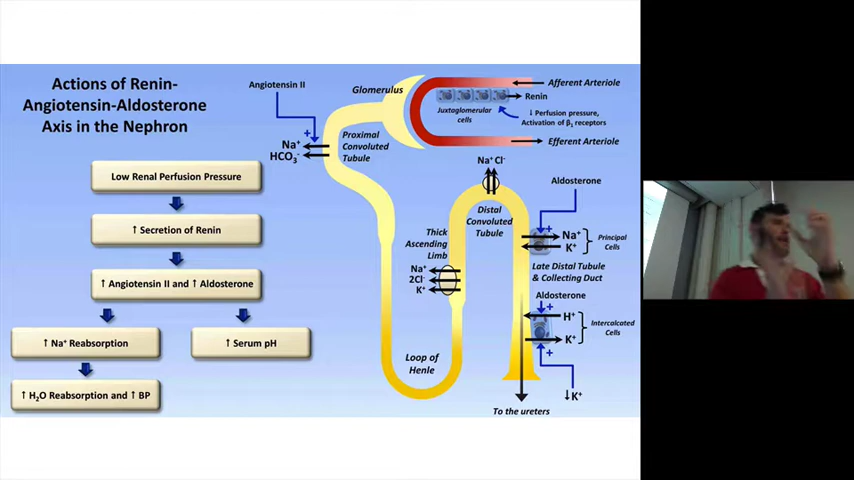 Actions of Renin-
Angiotensin-Aldosterone
Axis in the Nephron
Low Renal Perfusion Pressure
↑ Secretion of Renin
↑ Angiotensin II and ↑ Aldosterone
↑ Na⁺ Reabsorption
↑ Serum pH
↑ H₂O Reabsorption and ↑ BP
Angiotensin II
+
Na⁺
HCO₃⁻
Glomerulus
Proximal
Convoluted
Tubule
Afferent Arteriole
Renin
Juxtaglomerular
cells
↓ Perfusion pressure,
Activation of β₁ receptors
Efferent Arteriole
Na⁺ Cl⁻
Distal
Convoluted
Tubule
Thick
Ascending
Limb
Na⁺
2Cl⁻
K⁺
Loop of
Henle
Aldosterone
+
Na⁺
K⁺
Principal
Cells
Late Distal Tubule
& Collecting Duct
Aldosterone
+
H⁺
K⁺
Intercalated
Cells
+
↓K⁺
To the ureters